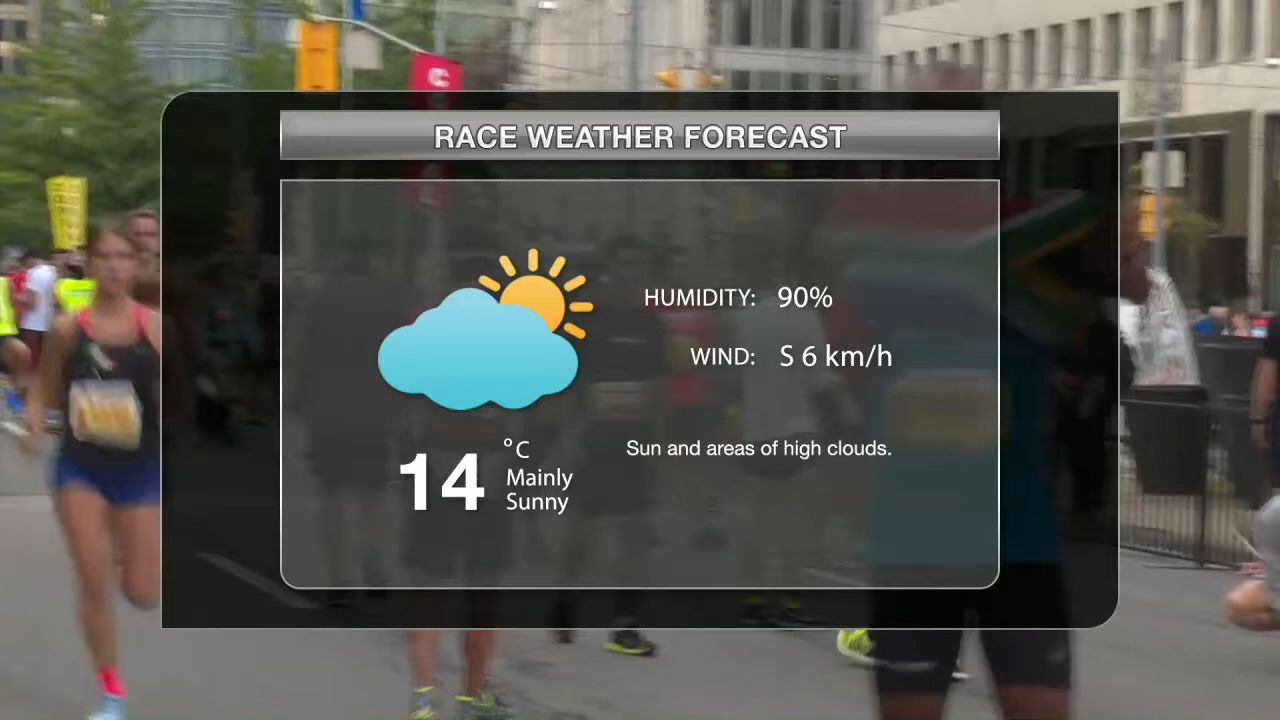 RACE WEATHER FORECAST
HUMIDITY: 90%
WIND: S 6 km/h
Sun and areas of high clouds.
14 °C
Mainly
Sunny